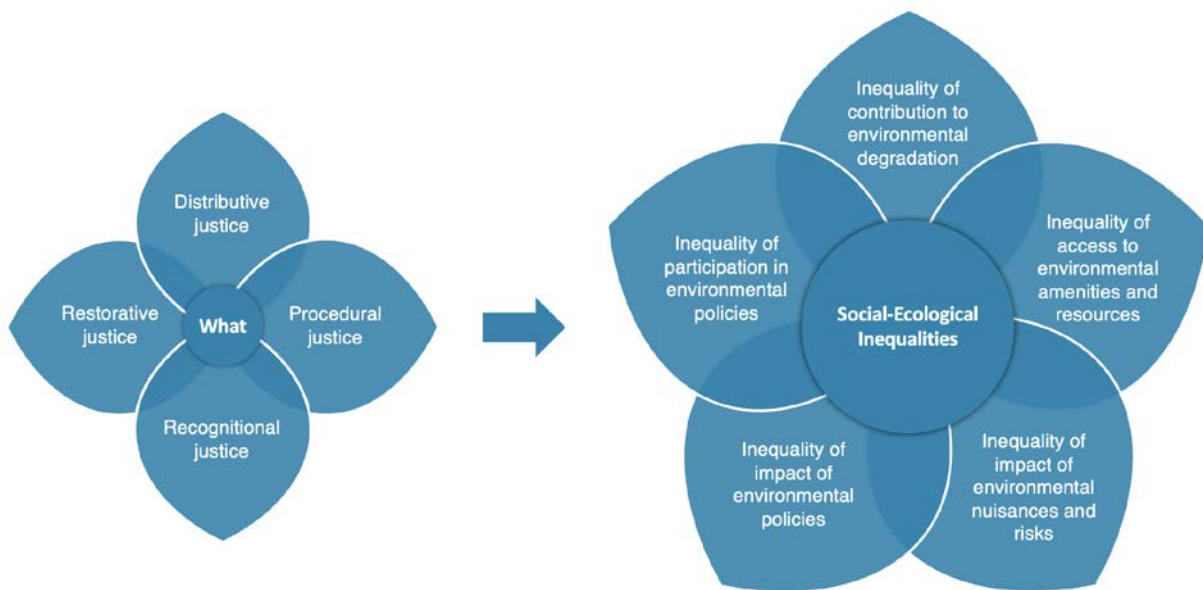 Distributive
justice
Restorative
justice
What
Procedural
justice
Recognitional
justice
Inequality of
contribution to
environmental
degradation
Inequality of
participation in
environmental
policies
Social-Ecological
Inequalities
Inequality of
access to
environmental
amenities and
resources
Inequality of
impact of
environmental
policies
Inequality of
impact of
environmental
nuisances and
risks